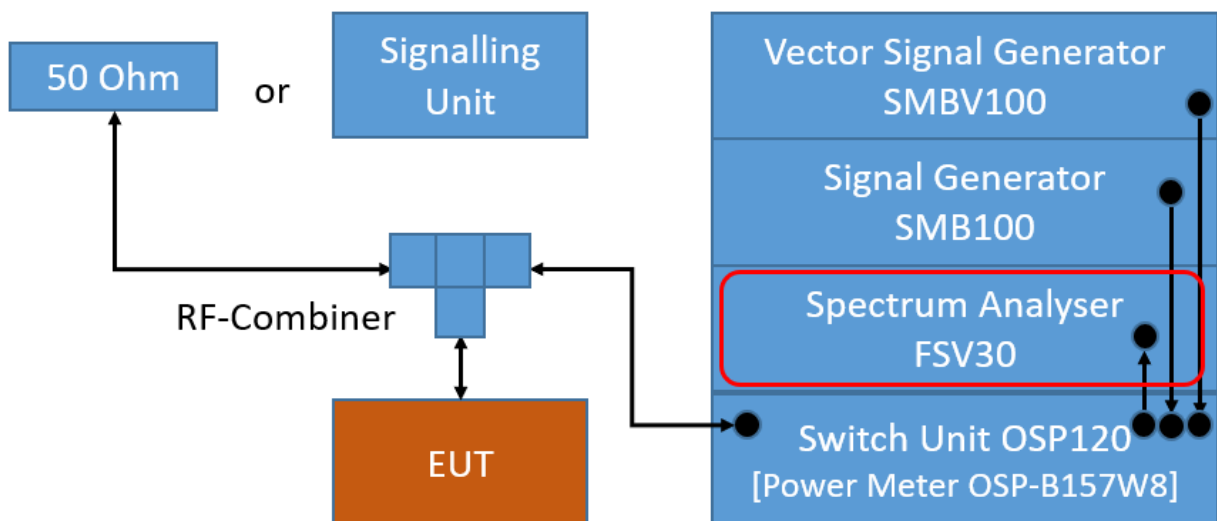 50 Ohm
or
Signalling
Unit
RF-Combiner
EUT
Vector Signal Generator
SMBV100
Signal Generator
SMB100
Spectrum Analyser
FSV30
Switch Unit OSP120
[Power Meter OSP-B157W8]